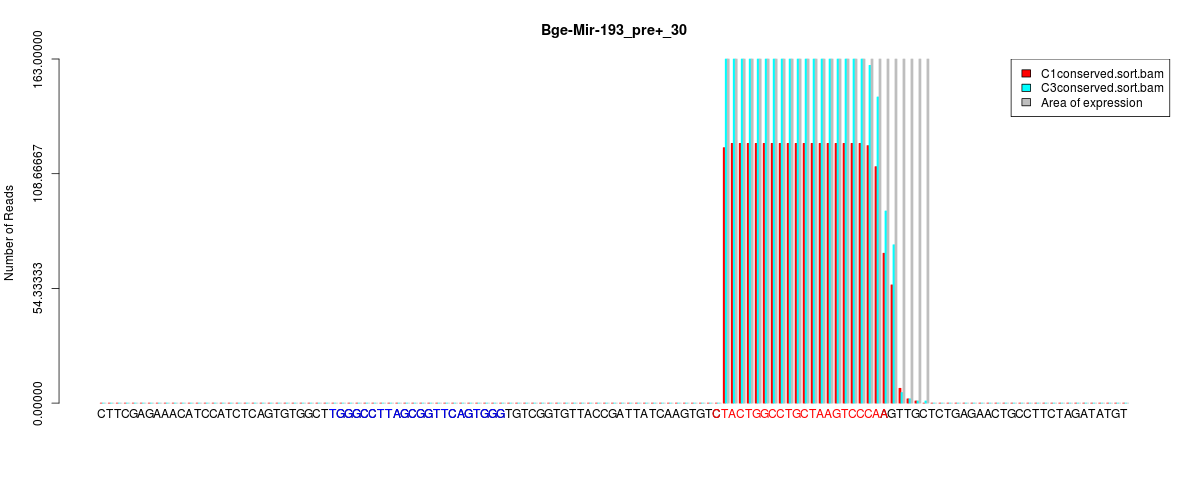 Bge-Mir-193_pre+_30
163.00000
108.66667
54.33333
0.00000
Number of Reads
C1conserved.sort.bam
C3conserved.sort.bam
Area of expression
CTTCGAGAAACATCCATCTCAGTGTGGCTTGGGCCTTAGCGGTTCAGTGGGTGTCGGTGTTACCGATTATCAAGTGTCTACTGGCCTGCTAAGTCCCAAGTTGCTCTGAGAACTGCCTTCTAGATATGT